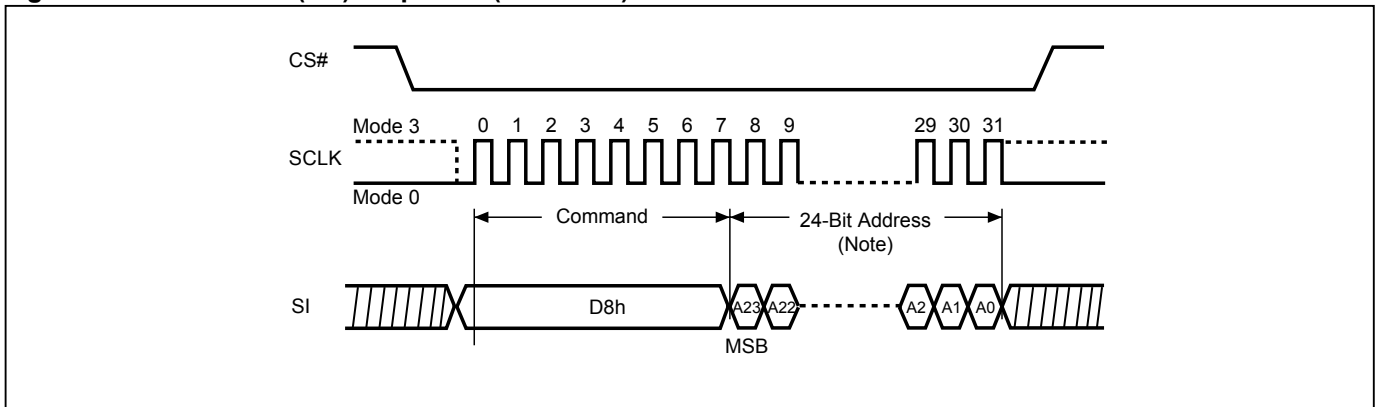 CS#
Mode 3
0 1 2 3 4 5 6 7 8 9 29 30 31
SCLK
Mode 0
Command
24-Bit Address
(Note)
SI
D8h
A23 A22 A2 A1 A0
MSB